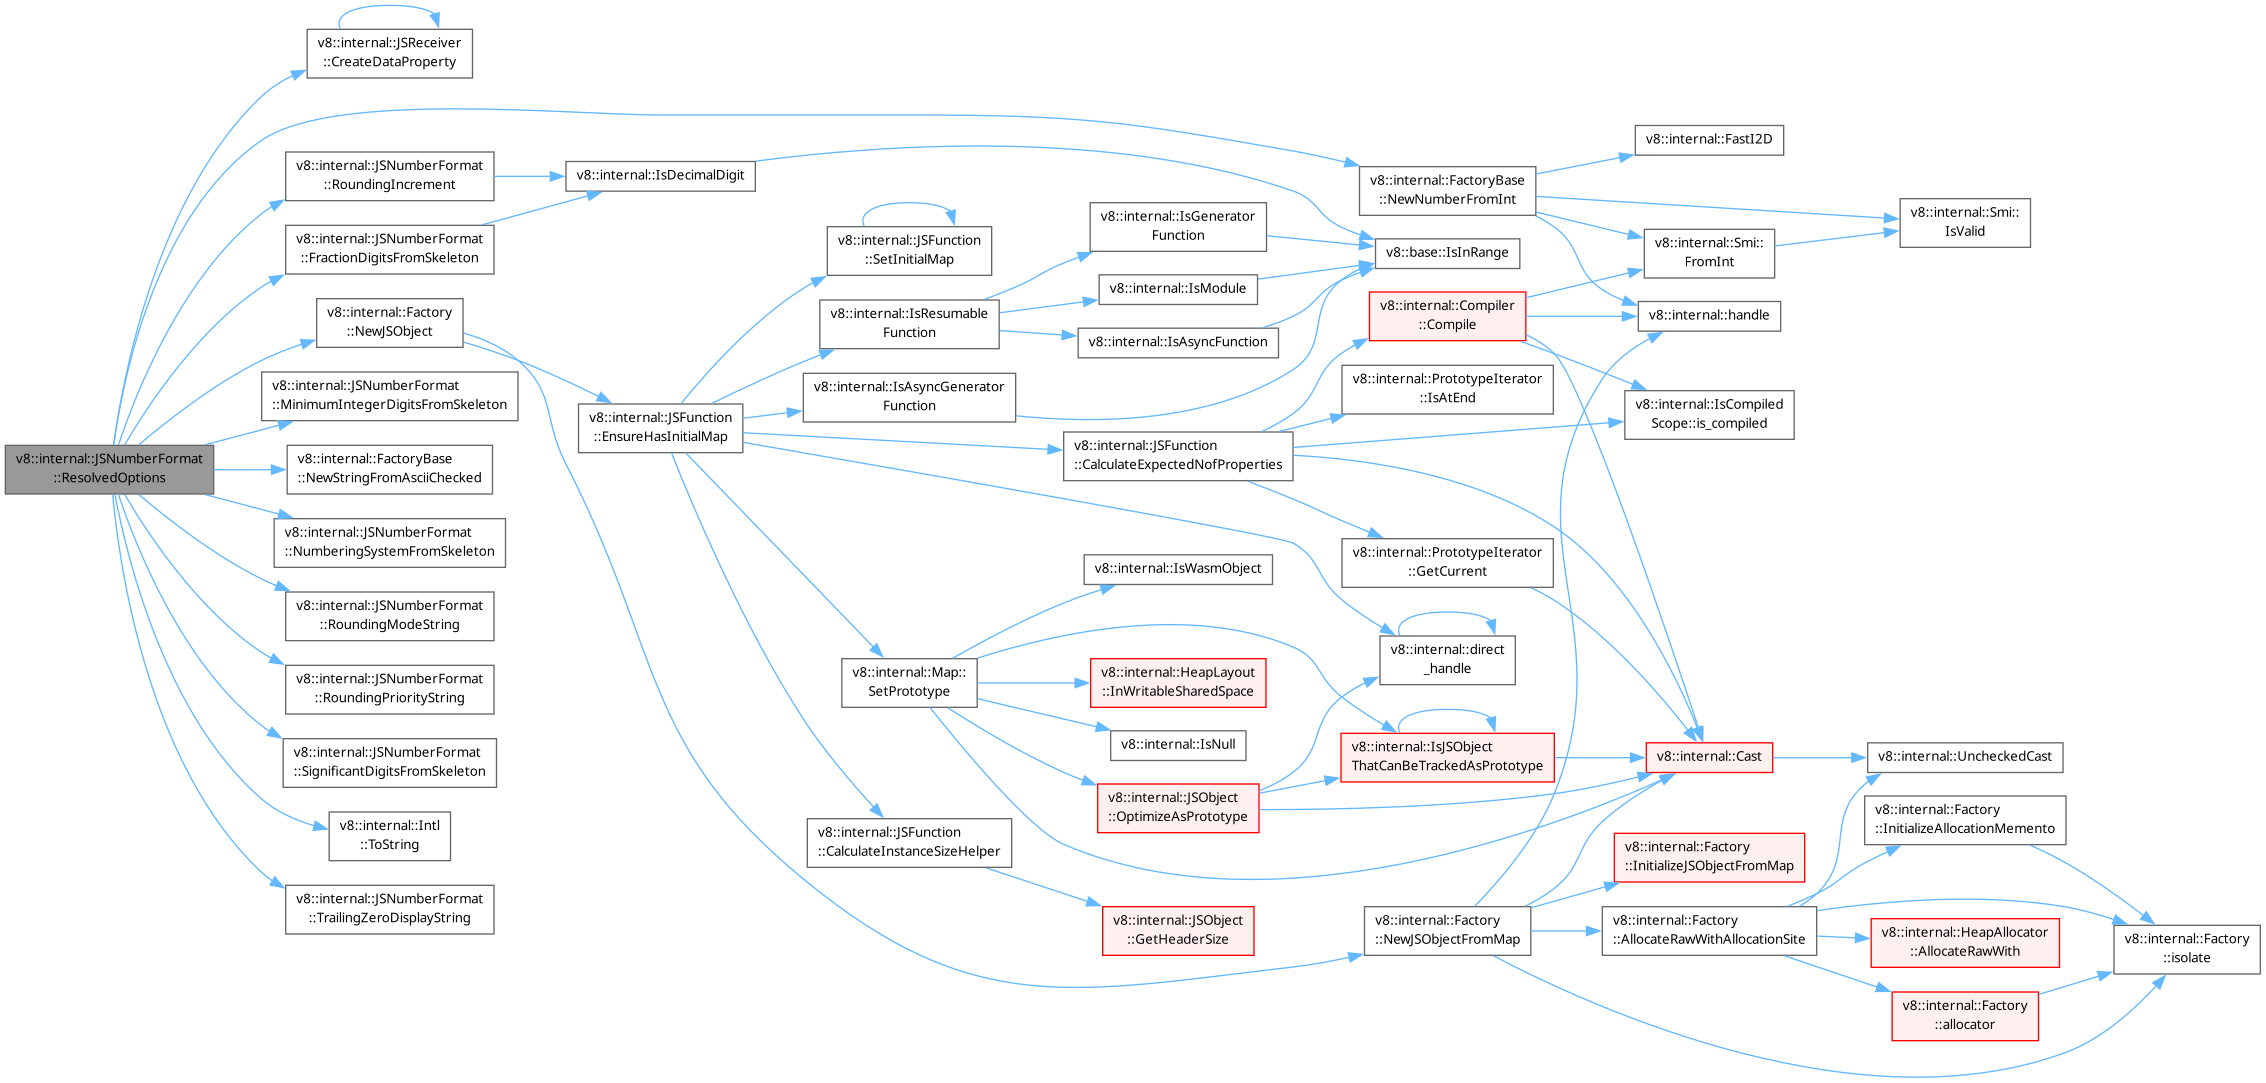 v8::internal::JSNumberFormat
::ResolvedOptions
v8::internal::JSReceiver
::CreateDataProperty
v8::internal::JSNumberFormat
::RoundingIncrement
v8::internal::JSNumberFormat
::FractionDigitsFromSkeleton
v8::internal::Factory
::NewJSObject
v8::internal::JSNumberFormat
::MinimumIntegerDigitsFromSkeleton
v8::internal::FactoryBase
::NewStringFromAsciiChecked
v8::internal::JSNumberFormat
::NumberingSystemFromSkeleton
v8::internal::JSNumberFormat
::RoundingModeString
v8::internal::JSNumberFormat
::RoundingPriorityString
v8::internal::JSNumberFormat
::SignificantDigitsFromSkeleton
v8::internal::Intl
::ToString
v8::internal::JSNumberFormat
::TrailingZeroDisplayString
v8::internal::IsDecimalDigit
v8::internal::JSFunction
::EnsureHasInitialMap
v8::internal::JSFunction
::SetInitialMap
v8::internal::IsResumable
Function
v8::internal::IsAsyncGenerator
Function
v8::internal::Map::
SetPrototype
v8::internal::JSFunction
::CalculateInstanceSizeHelper
v8::internal::IsGenerator
Function
v8::internal::IsModule
v8::internal::IsAsyncFunction
v8::internal::JSFunction
::CalculateExpectedNofProperties
v8::internal::IsWasmObject
v8::internal::HeapLayout
::InWritableSharedSpace
v8::internal::IsNull
v8::internal::JSObject
::OptimizeAsPrototype
v8::internal::JSObject
::GetHeaderSize
v8::internal::FactoryBase
::NewNumberFromInt
v8::base::IsInRange
v8::internal::Compiler
::Compile
v8::internal::PrototypeIterator
::IsAtEnd
v8::internal::PrototypeIterator
::GetCurrent
v8::internal::direct
_handle
v8::internal::IsJSObject
ThatCanBeTrackedAsPrototype
v8::internal::Factory
::NewJSObjectFromMap
v8::internal::FastI2D
v8::internal::Smi::
FromInt
v8::internal::handle
v8::internal::IsCompiled
Scope::is_compiled
v8::internal::Cast
v8::internal::Factory
::InitializeJSObjectFromMap
v8::internal::Factory
::AllocateRawWithAllocationSite
v8::internal::Smi::
IsValid
v8::internal::UncheckedCast
v8::internal::Factory
::InitializeAllocationMemento
v8::internal::HeapAllocator
::AllocateRawWith
v8::internal::Factory
::allocator
v8::internal::Factory
::isolate